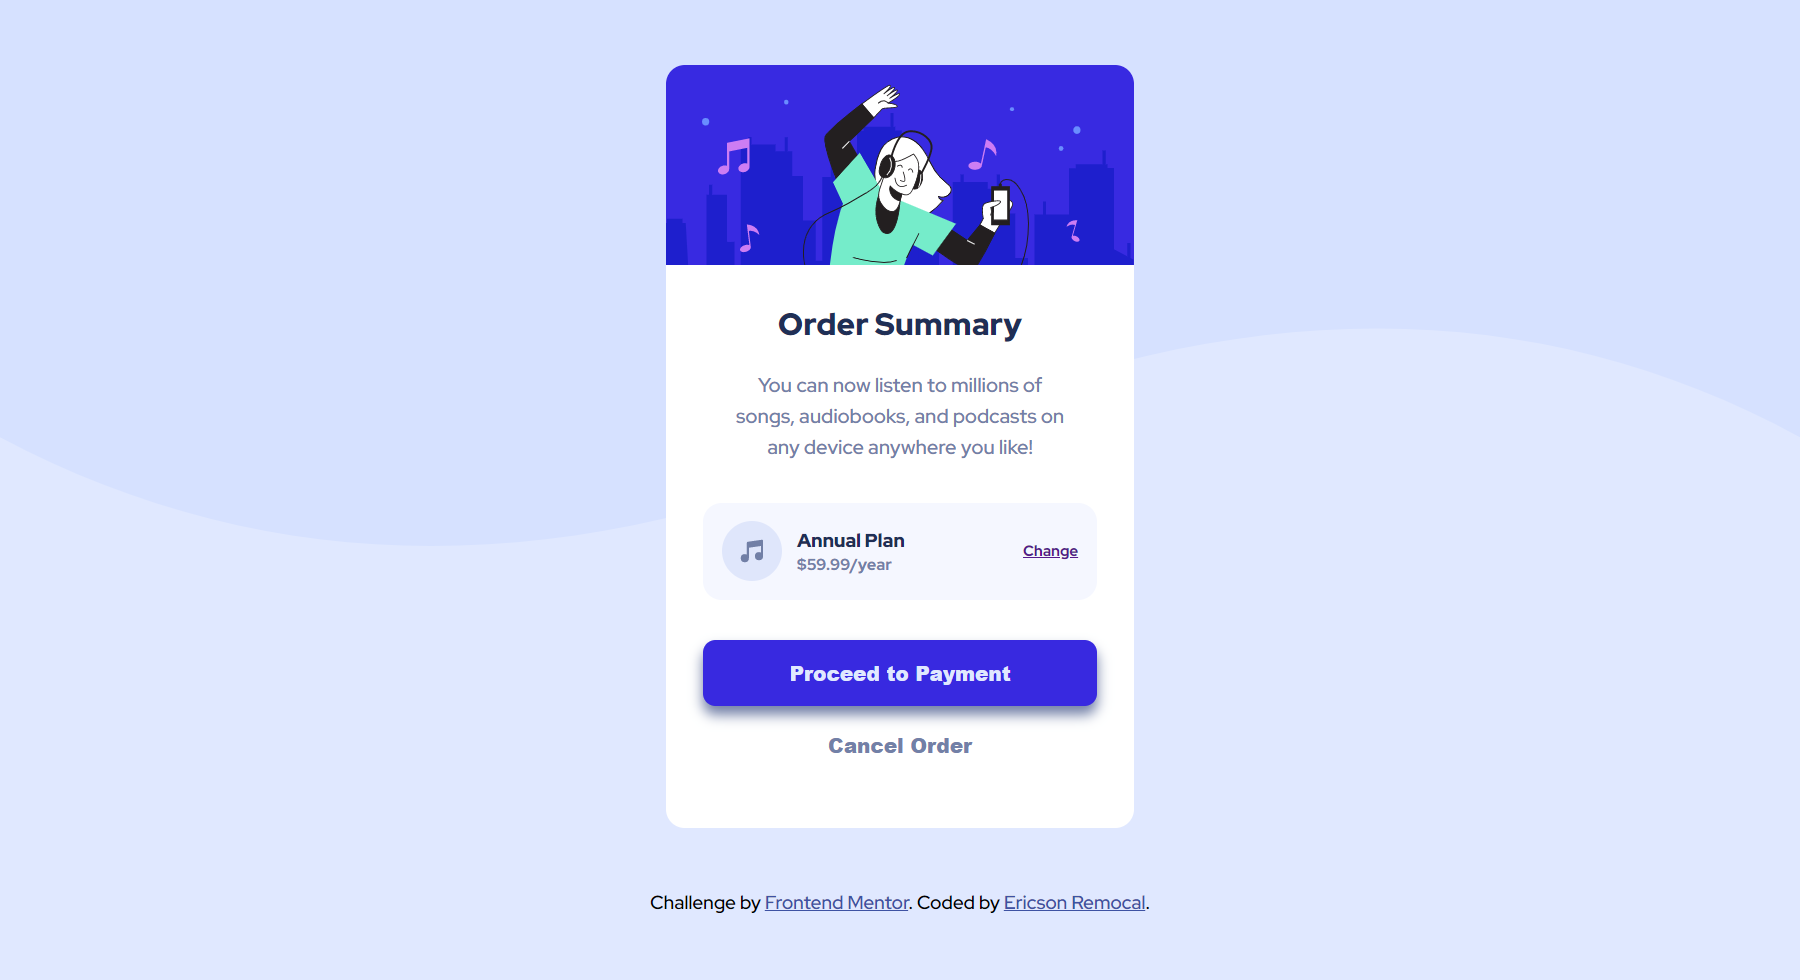 Order Summary
You can now listen to millions of
songs, audiobooks, and podcasts on
any device anywhere you like!
Annual Plan
$59.99/year
Change
Proceed to Payment
Cancel Order
Challenge by Frontend Mentor. Coded by Ericson Remocal.